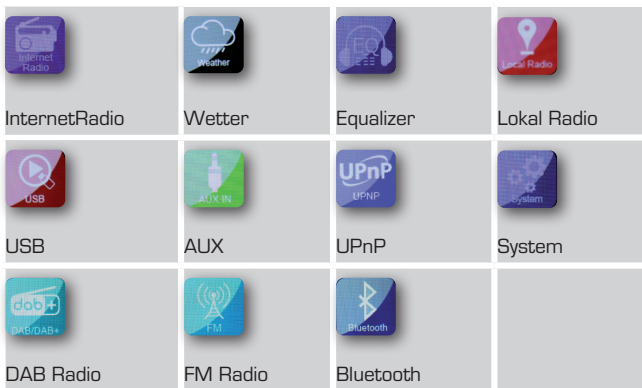 Internet
Radio
InternetRadio
Weather
Wetter
EQ
Equalizer
Local Radio
Lokal Radio
USB
USB
AUX IN
AUX
UPnP
UPNP
UPnP
System
System
dab+
DAB/DAB+
DAB Radio
FM
FM Radio
Bluetooth
Bluetooth